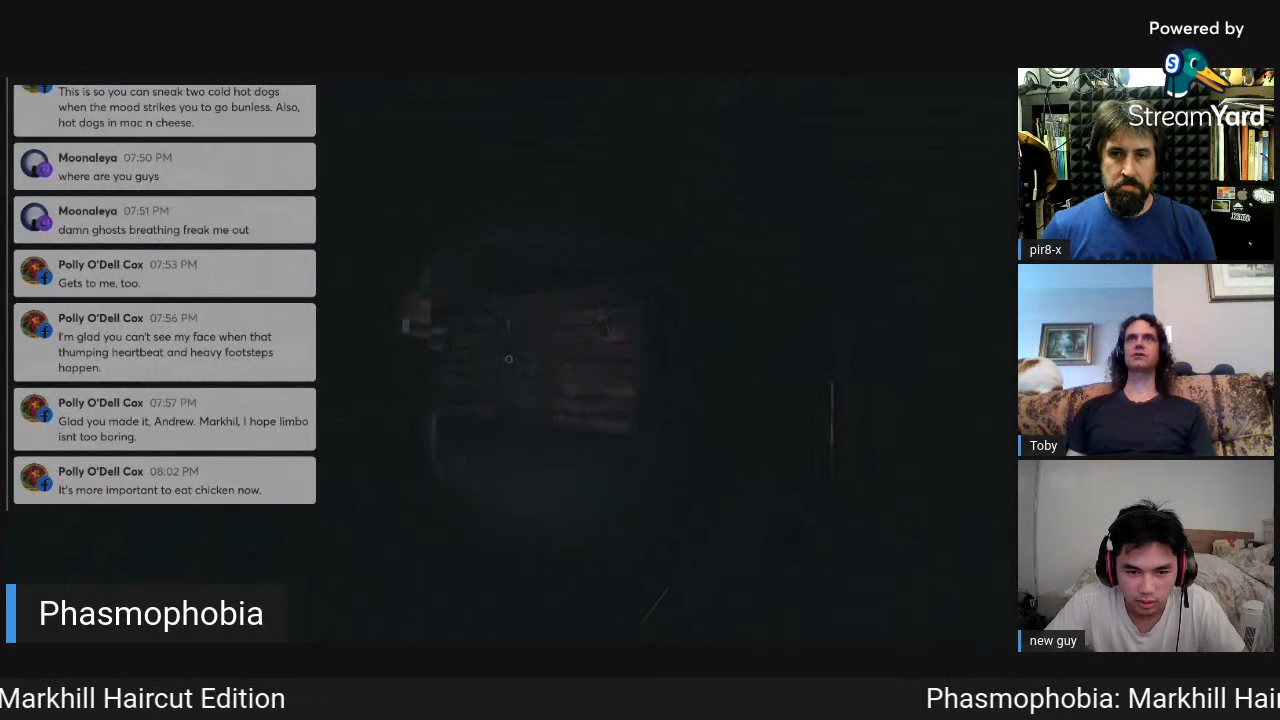 Powered by
StreamYard
This is so you can sneak two cold hot dogs
when the mood strikes you to go bunless. Also,
hot dogs in mac n cheese.
Moonaleya 07:50 PM
where are you guys
Moonaleya 07:51 PM
damn ghosts breathing freak me out
Polly O'Dell Cox 07:53 PM
Gets to me, too.
Polly O'Dell Cox 07:56 PM
I'm glad you can't see my face when that
thumping heartbeat and heavy footsteps
happen.
Polly O'Dell Cox 07:57 PM
Glad you made it, Andrew. Markhil, I hope limbo
isnt too boring.
Polly O'Dell Cox 08:02 PM
It's more important to eat chicken now.
pir8-x
Toby
new guy
Phasmophobia
Markhill Haircut Edition
Phasmophobia: Markhill Hair